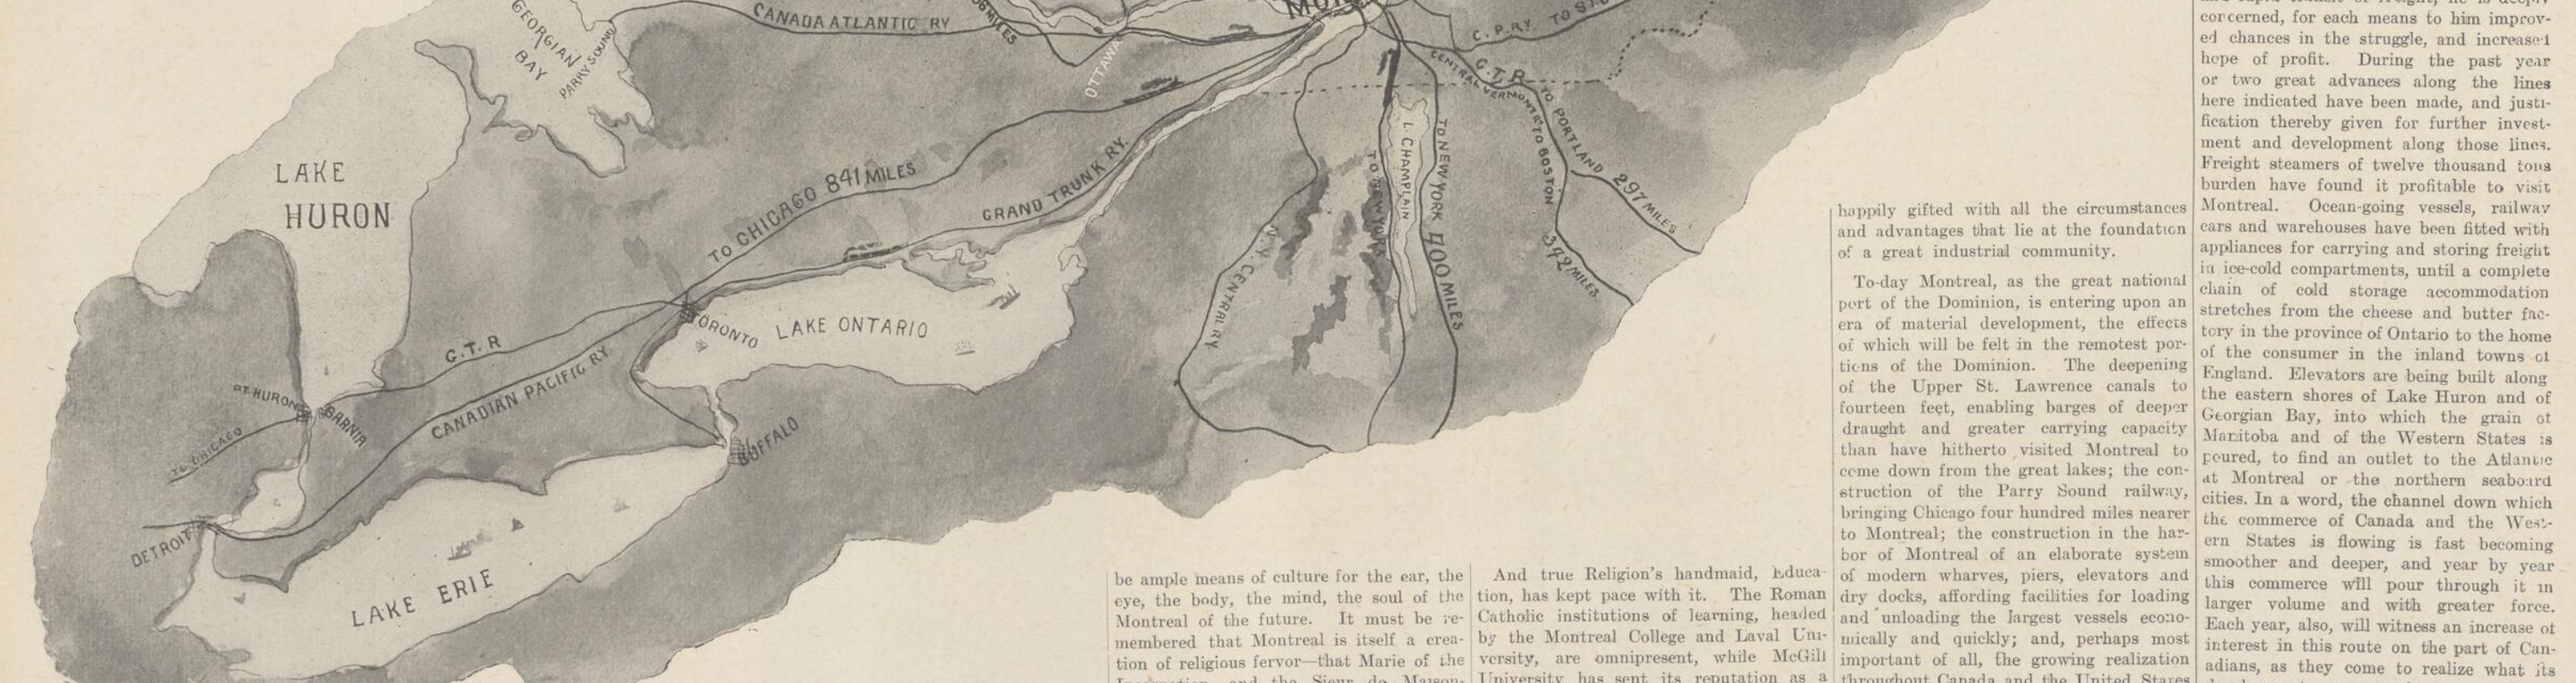 GEORGIAN
BAY
PARRY SOUND
CANADA ATLANTIC RY
MILES
OTTAWA
C. P. RY. TO
CENTRAL VERMONT RY TO BOSTON
G. T. R
TO PORTLAND 297 MILES
342 MILES
LAKE
HURON
TO CHICAGO 841 MILES
GRAND TRUNK RY.
L. CHAMPLAIN
TO NEW YORK
TO NEW YORK 400 MILES
N. Y. CENTRAL RY
TORONTO
LAKE ONTARIO
G. T. R
CANADIAN PACIFIC RY
PT HURON
SARNIA
TO CHICAGO
BUFFALO
DETROIT
LAKE ERIE
be ample means of culture for the ear, the
eye, the body, the mind, the soul of the
Montreal of the future. It must be re-
membered that Montreal is itself a crea-
tion of religious fervor—that Marie of the
And true Religion's handmaid, Educa-
tion, has kept pace with it. The Roman
Catholic institutions of learning, headed
by the Montreal College and Laval Uni-
versity, are omnipresent, while McGill
University has sent its reputation as a
happily gifted with all the circumstances
and advantages that lie at the foundation
of a great industrial community.
To-day Montreal, as the great national
port of the Dominion, is entering upon an
era of material development, the effects
of which will be felt in the remotest por-
tions of the Dominion. The deepening
of the Upper St. Lawrence canals to
fourteen feet, enabling barges of deeper
draught and greater carrying capacity
than have hitherto visited Montreal to
come down from the great lakes; the con-
struction of the Parry Sound railway,
bringing Chicago four hundred miles nearer
to Montreal; the construction in the har-
bor of Montreal of an elaborate system
of modern wharves, piers, elevators and
dry docks, affording facilities for loading
and unloading the largest vessels econo-
mically and quickly; and, perhaps most
important of all, the growing realization
throughout Canada and the United States
corcerned, for each means to him improv-
ed chances in the struggle, and increased
hope of profit. During the past year
or two great advances along the lines
here indicated have been made, and justi-
fication thereby given for further invest-
ment and development along those lines.
Freight steamers of twelve thousand tons
burden have found it profitable to visit
Montreal. Ocean-going vessels, railway
cars and warehouses have been fitted with
appliances for carrying and storing freight
in ice-cold compartments, until a complete
chain of cold storage accommodation
stretches from the cheese and butter fac-
tory in the province of Ontario to the home
of the consumer in the inland towns of
England. Elevators are being built along
the eastern shores of Lake Huron and of
Georgian Bay, into which the grain of
Manitoba and of the Western States is
poured, to find an outlet to the Atlantic
at Montreal or the northern seaboard
cities. In a word, the channel down which
the commerce of Canada and the West-
ern States is flowing is fast becoming
smoother and deeper, and year by year
this commerce will pour through it in
larger volume and with greater force.
Each year, also, will witness an increase of
interest in this route on the part of Can-
adians, as they come to realize what its